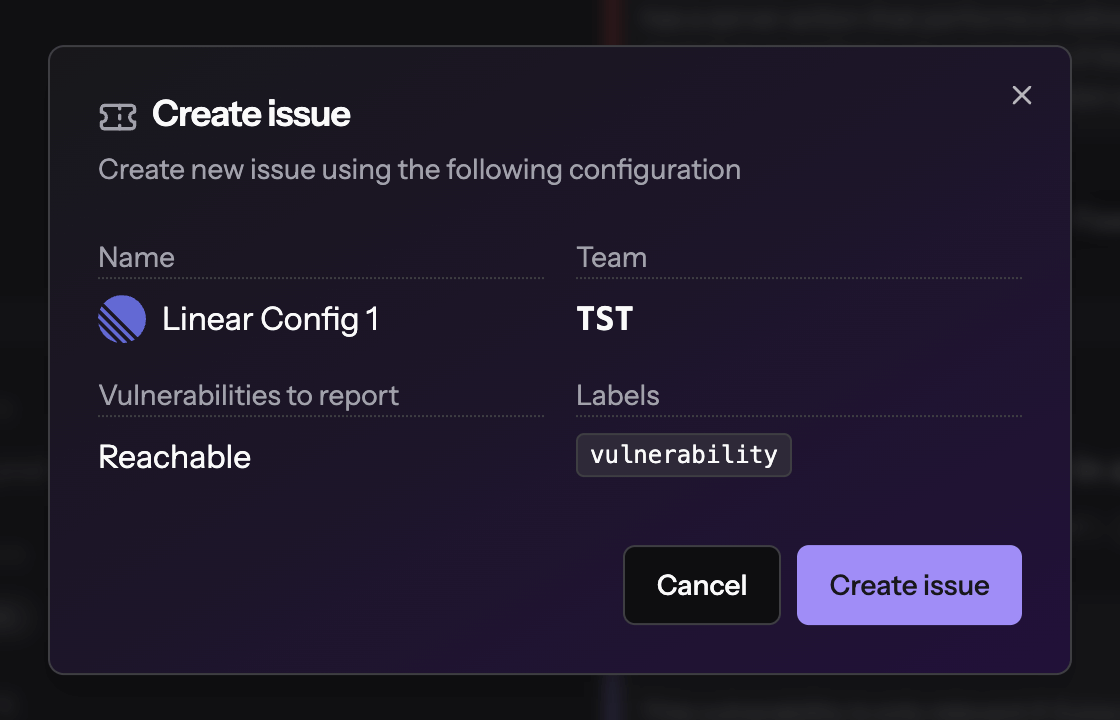 Create issue
Create new issue using the following configuration
Name
Team
Linear Config 1
TST
Vulnerabilities to report
Labels
Reachable
vulnerability
Cancel
Create issue